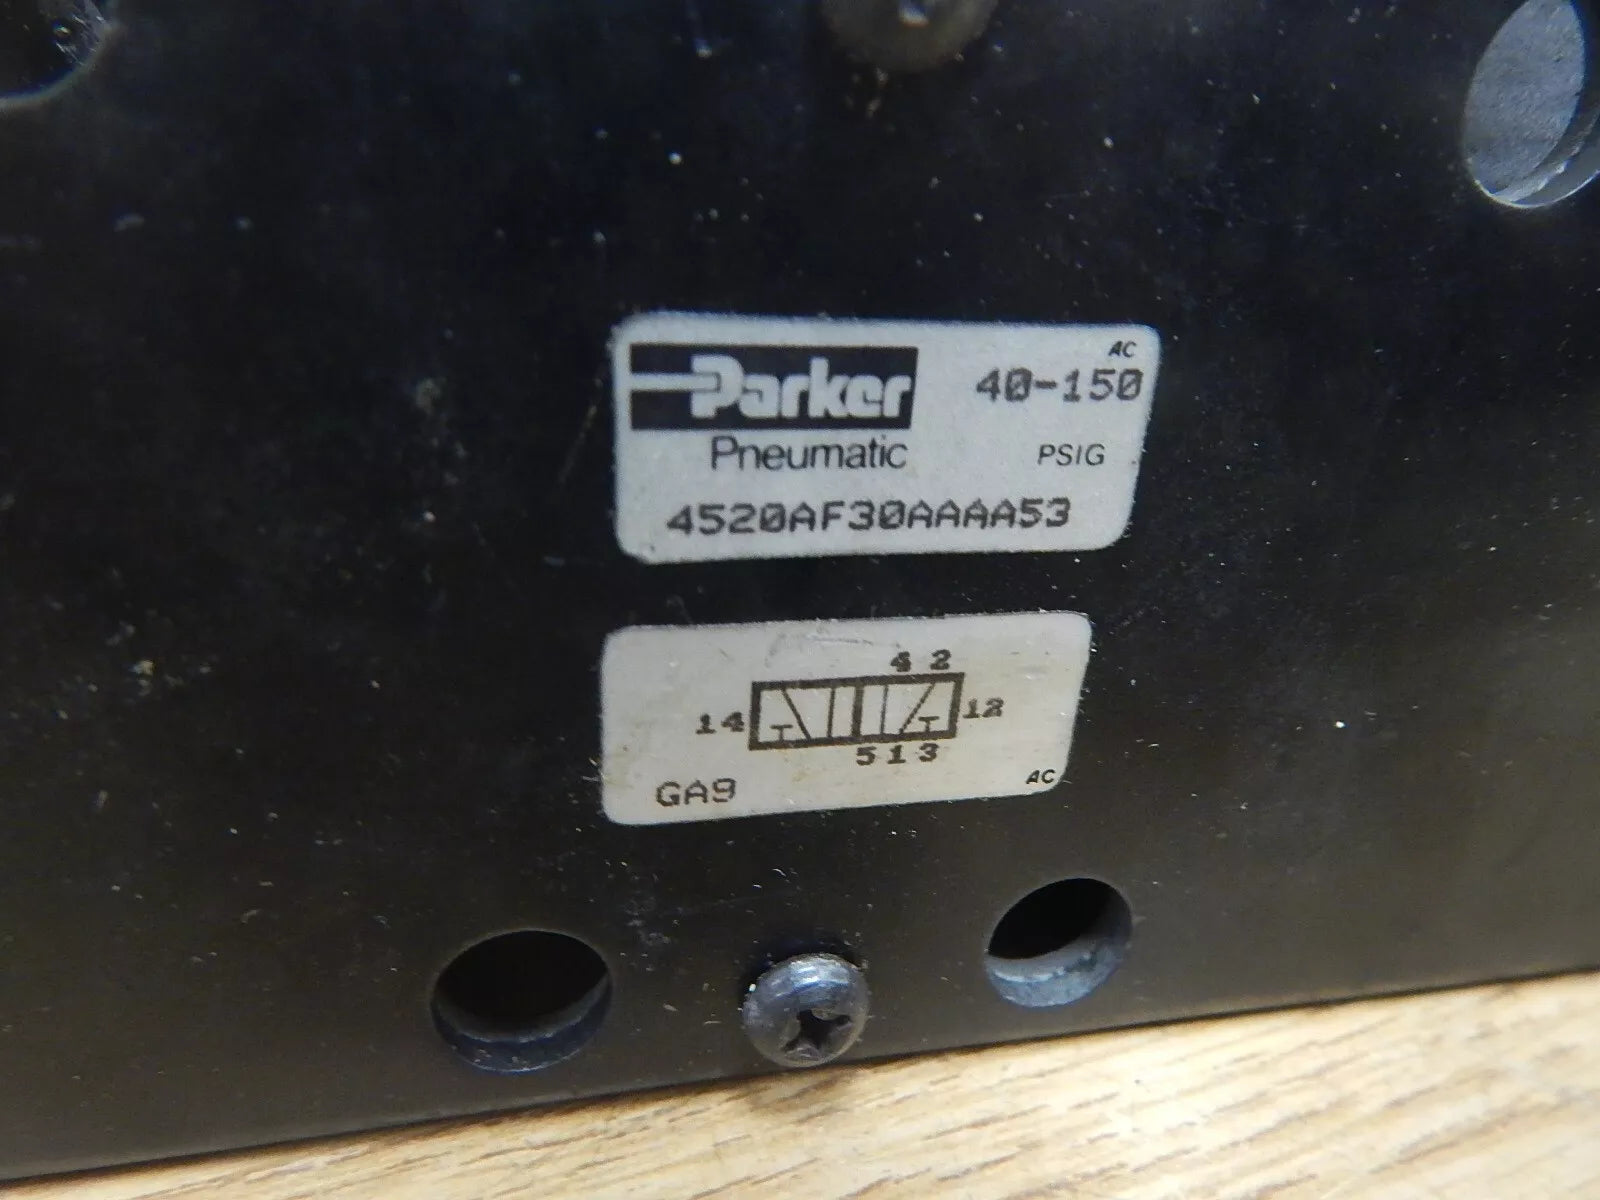 Parker
Pneumatic
AC
40-150
PSIG
4520AF30AAAA53
4 2
14
12
5 1 3
GA9
AC